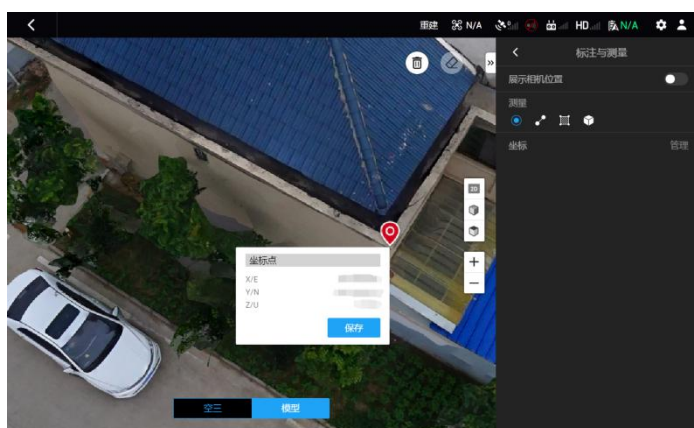 重建 N/A HD N/A
标注与测量
展示相机位置
测量
坐标 管理
2D
坐标点
X/E
Y/N
Z/U
保存
空三 模型